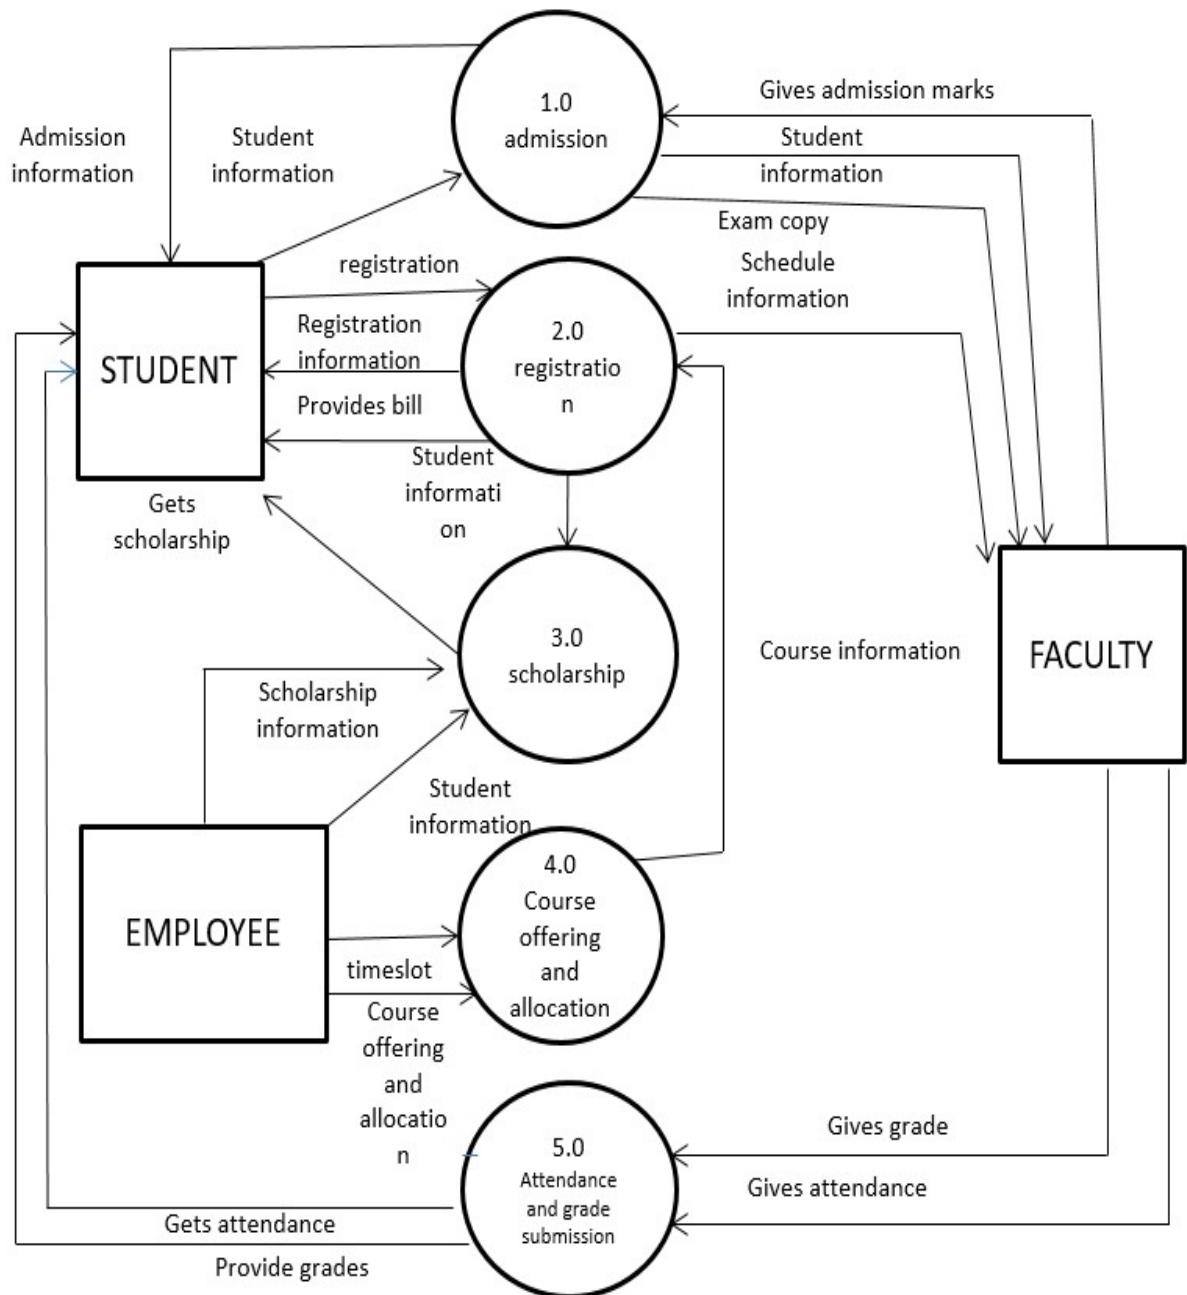 1.0
admission
Gives admission marks
Admission
information
Student
information
Student
information
Exam copy
registration
Schedule
information
Registration
information
2.0
registratio
n
STUDENT
Provides bill
Student
informati
on
Gets
scholarship
3.0
scholarship
Course information
FACULTY
Scholarship
information
Student
information
4.0
Course
offering
and
allocation
EMPLOYEE
timeslot
Course
offering
and
allocatio
n
5.0
Attendance
and grade
submission
Gives grade
Gives attendance
Gets attendance
Provide grades